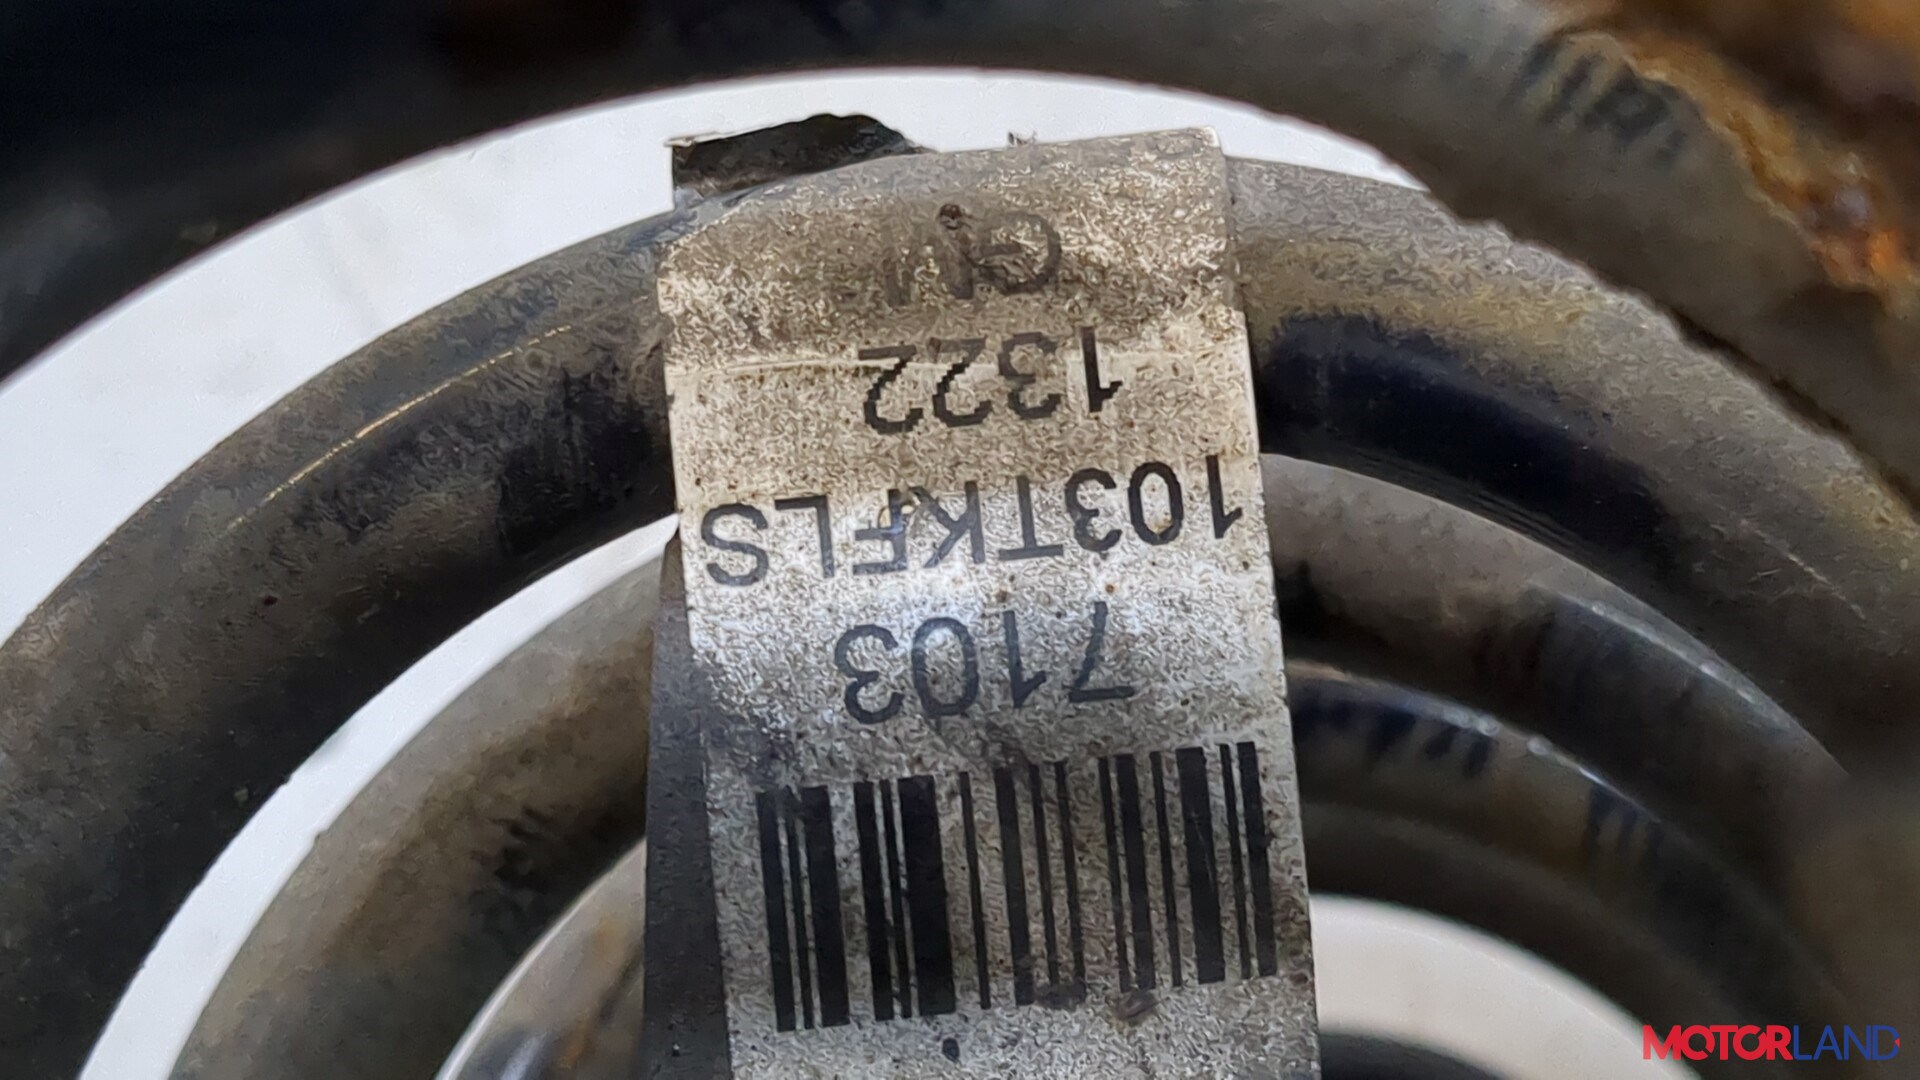 7103
103TKFLS
1322
GM
MOTORLAND